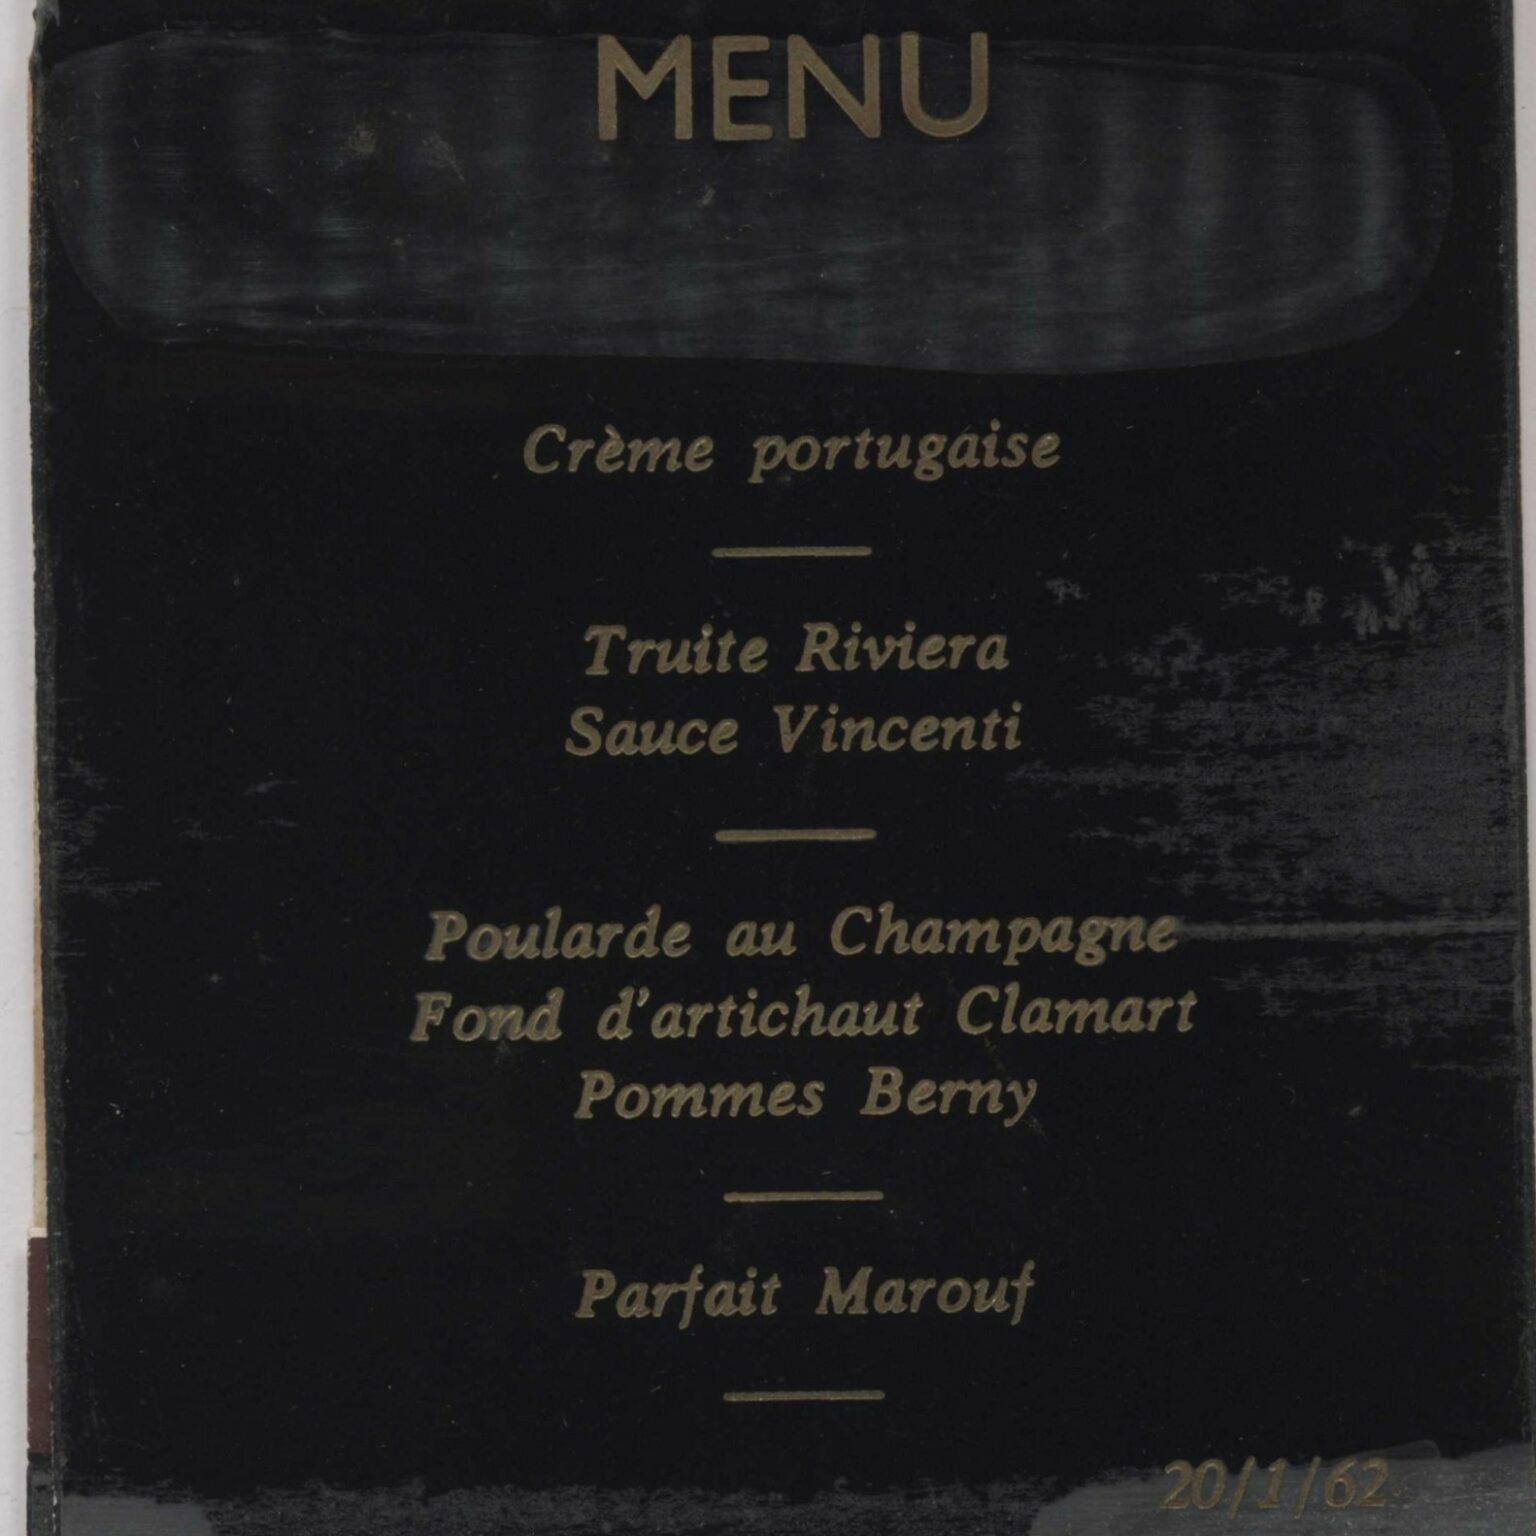 MENU
Crème portugaise
Truite Riviera
Sauce Vincenti
Poularde au Champagne
Fond d'artichaut Clamart
Pommes Berny
Parfait Marouf
20/1/62